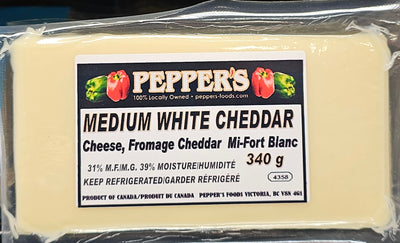 PEPPER'S
100% Locally Owned • peppers-foods.com
MEDIUM WHITE CHEDDAR
Cheese, Fromage Cheddar Mi-Fort Blanc
340 g
31% M.F./M.G. 39% MOISTURE/HUMIDITÉ
4358
KEEP REFRIGERATED/GARDER RÉFRIGÉRÉ
PRODUCT OF CANADA/PRODUIT DU CANADA PEPPER'S FOODS VICTORIA, BC V8N 4G1